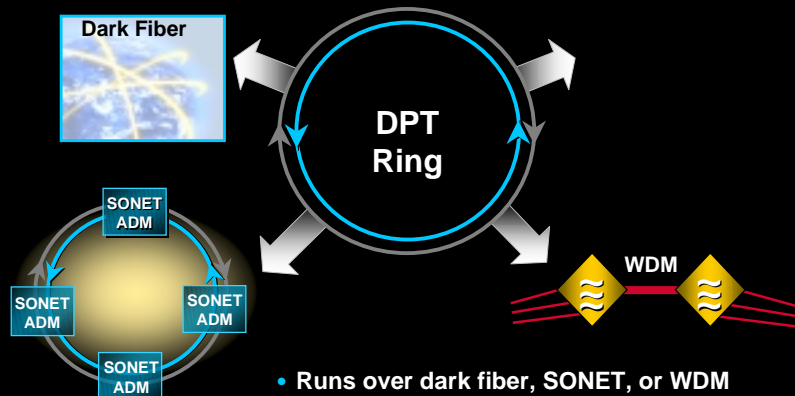 Dark Fiber
DPT
Ring
SONET
ADM
SONET
ADM
SONET
ADM
SONET
ADM
WDM
• Runs over dark fiber, SONET, or WDM